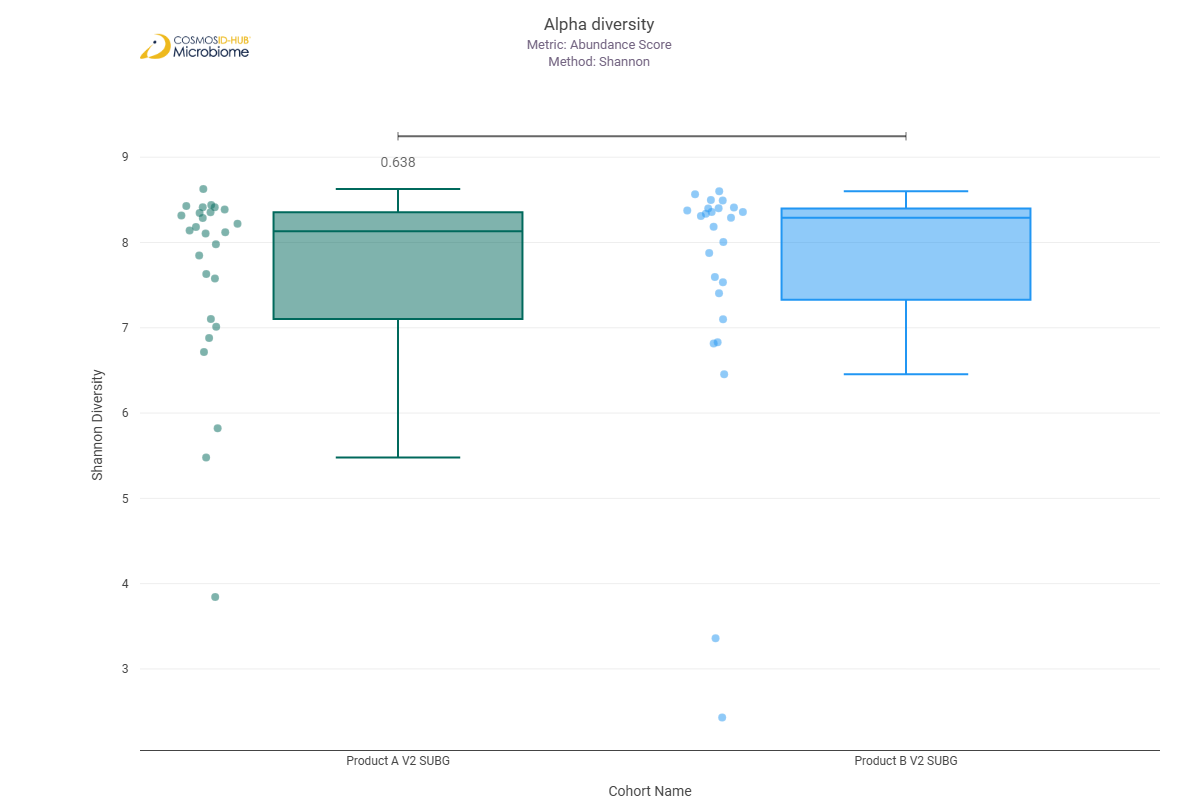 Alpha diversity
Metric: Abundance Score
Method: Shannon
COSMOSID-HUB
Microbiome
0.638
9
8
7
6
5
4
3
Shannon Diversity
Product A V2 SUBG
Product B V2 SUBG
Cohort Name